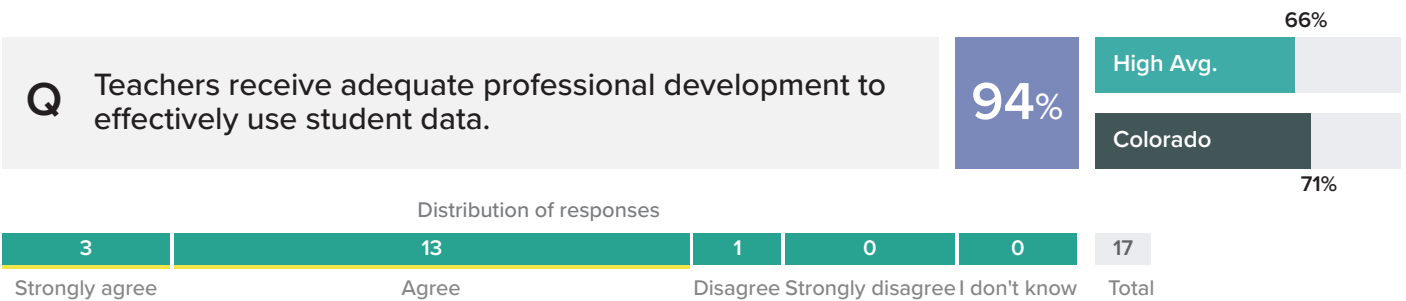 66%
Q
Teachers receive adequate professional development to
effectively use student data.
94%
High Avg.
Colorado
71%
Distribution of responses
3 13 1 0 0 17
Strongly agree Agree Disagree Strongly disagree I don't know Total